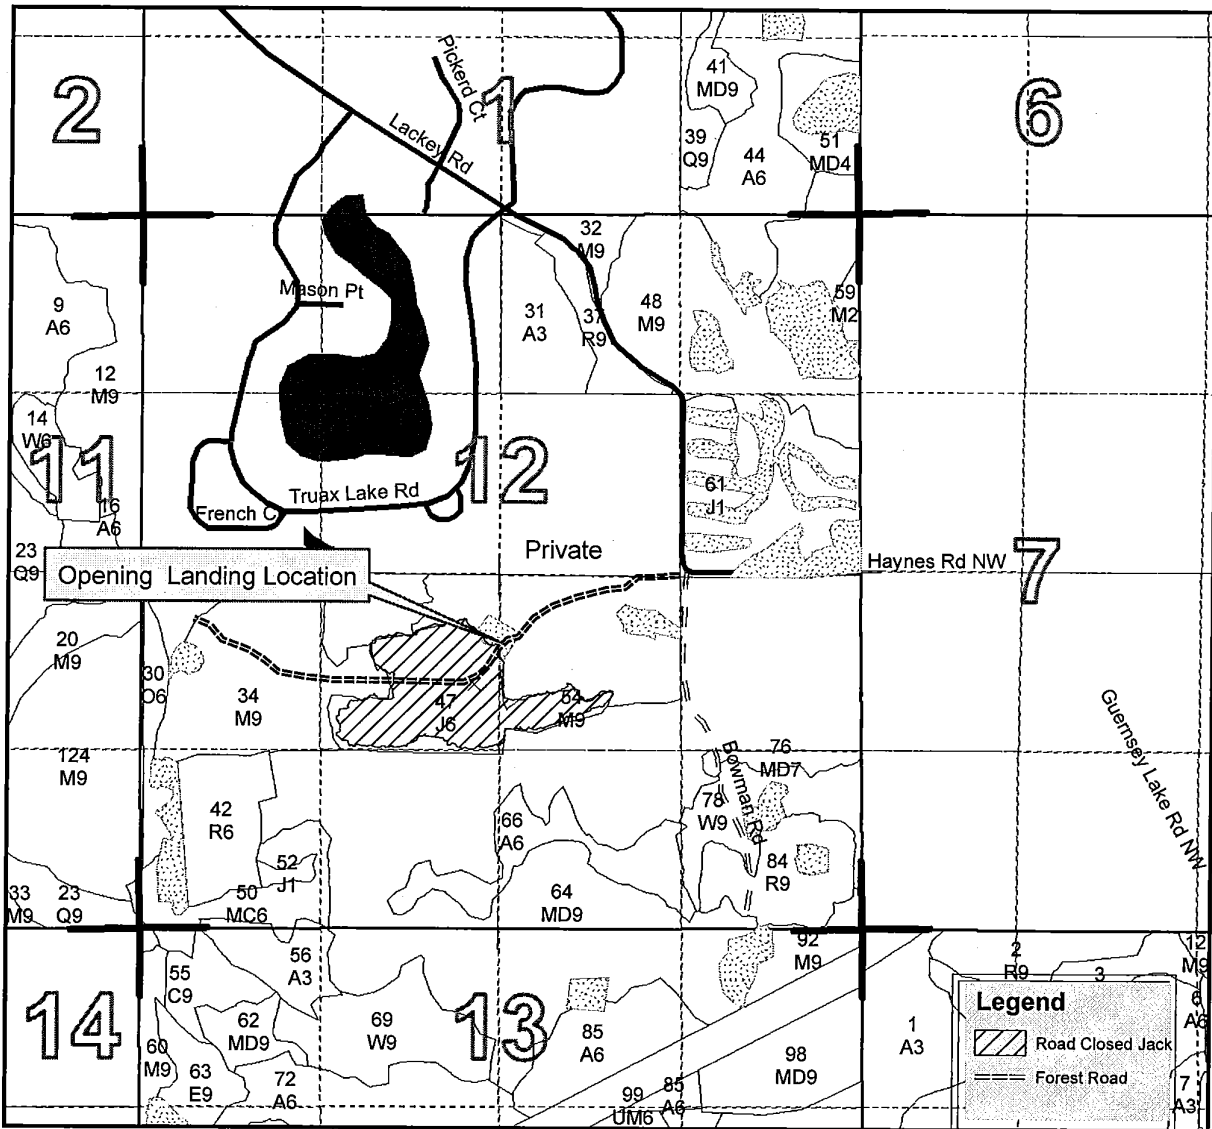 2
1
6
Pickerd Ct
Lackey Rd
41
MD9
39
Q9
44
A6
51
MD4
32
M9
9
A6
Mason Pt
31
A3
37
R9
48
M9
59
M2
12
M9
14
W6
11
12
16
A6
Truax Lake Rd
French C
61
J1
23
Q9
Private
Haynes Rd NW
7
Opening Landing Location
20
M9
30
O6
34
M9
47
J6
54
M9
Guernsey Lake Rd NW
124
M9
Bowman Rd
76
MD7
42
R6
66
A6
78
W9
52
J1
84
R9
33
M9
23
Q9
50
MC6
64
MD9
92
M9
2
R9
3
12
M9
55
C9
56
A3
14
62
MD9
69
W9
13
85
A6
1
A3
6
A6
60
M9
63
E9
72
A6
98
MD9
99
UM6
85
A6
7
A3
Legend
Road Closed Jack
Forest Road